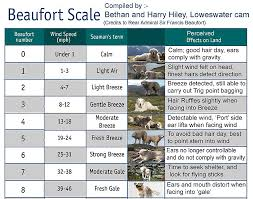 Beaufort Scale
Compiled by :-
Bethan and Harry Hiley, Loweswater cam
(Credits to Rear Admiral Sir Francis Beaufort)
Beaufort number
Wind Speed (mph)
Seaman's term
Perceived Effects on Land
0 Under 1 Calm Calm; good hair day, ears comply with gravity
1 1-3 Light Air Slight wind felt on head, finest hairs detect direction
2 4-7 Light Breeze Breeze detected, still able to carry out Trig point bagging
3 8-12 Gentle Breeze Hair Ruffles slightly when facing breeze
4 13-18 Moderate Breeze Detectable wind, 'Port' side ear lifts when facing wind
5 19-24 Fresh Breeze To avoid bad hair day; best to point stern into wind
6 25-31 Strong Breeze Ears no longer controllable and do not comply with gravity
7 32-38 Moderate Gale Time to seek shelter, and look for flying sticks
8 39-46 Fresh Gale Ears and mouth distort when facing into 'gale'